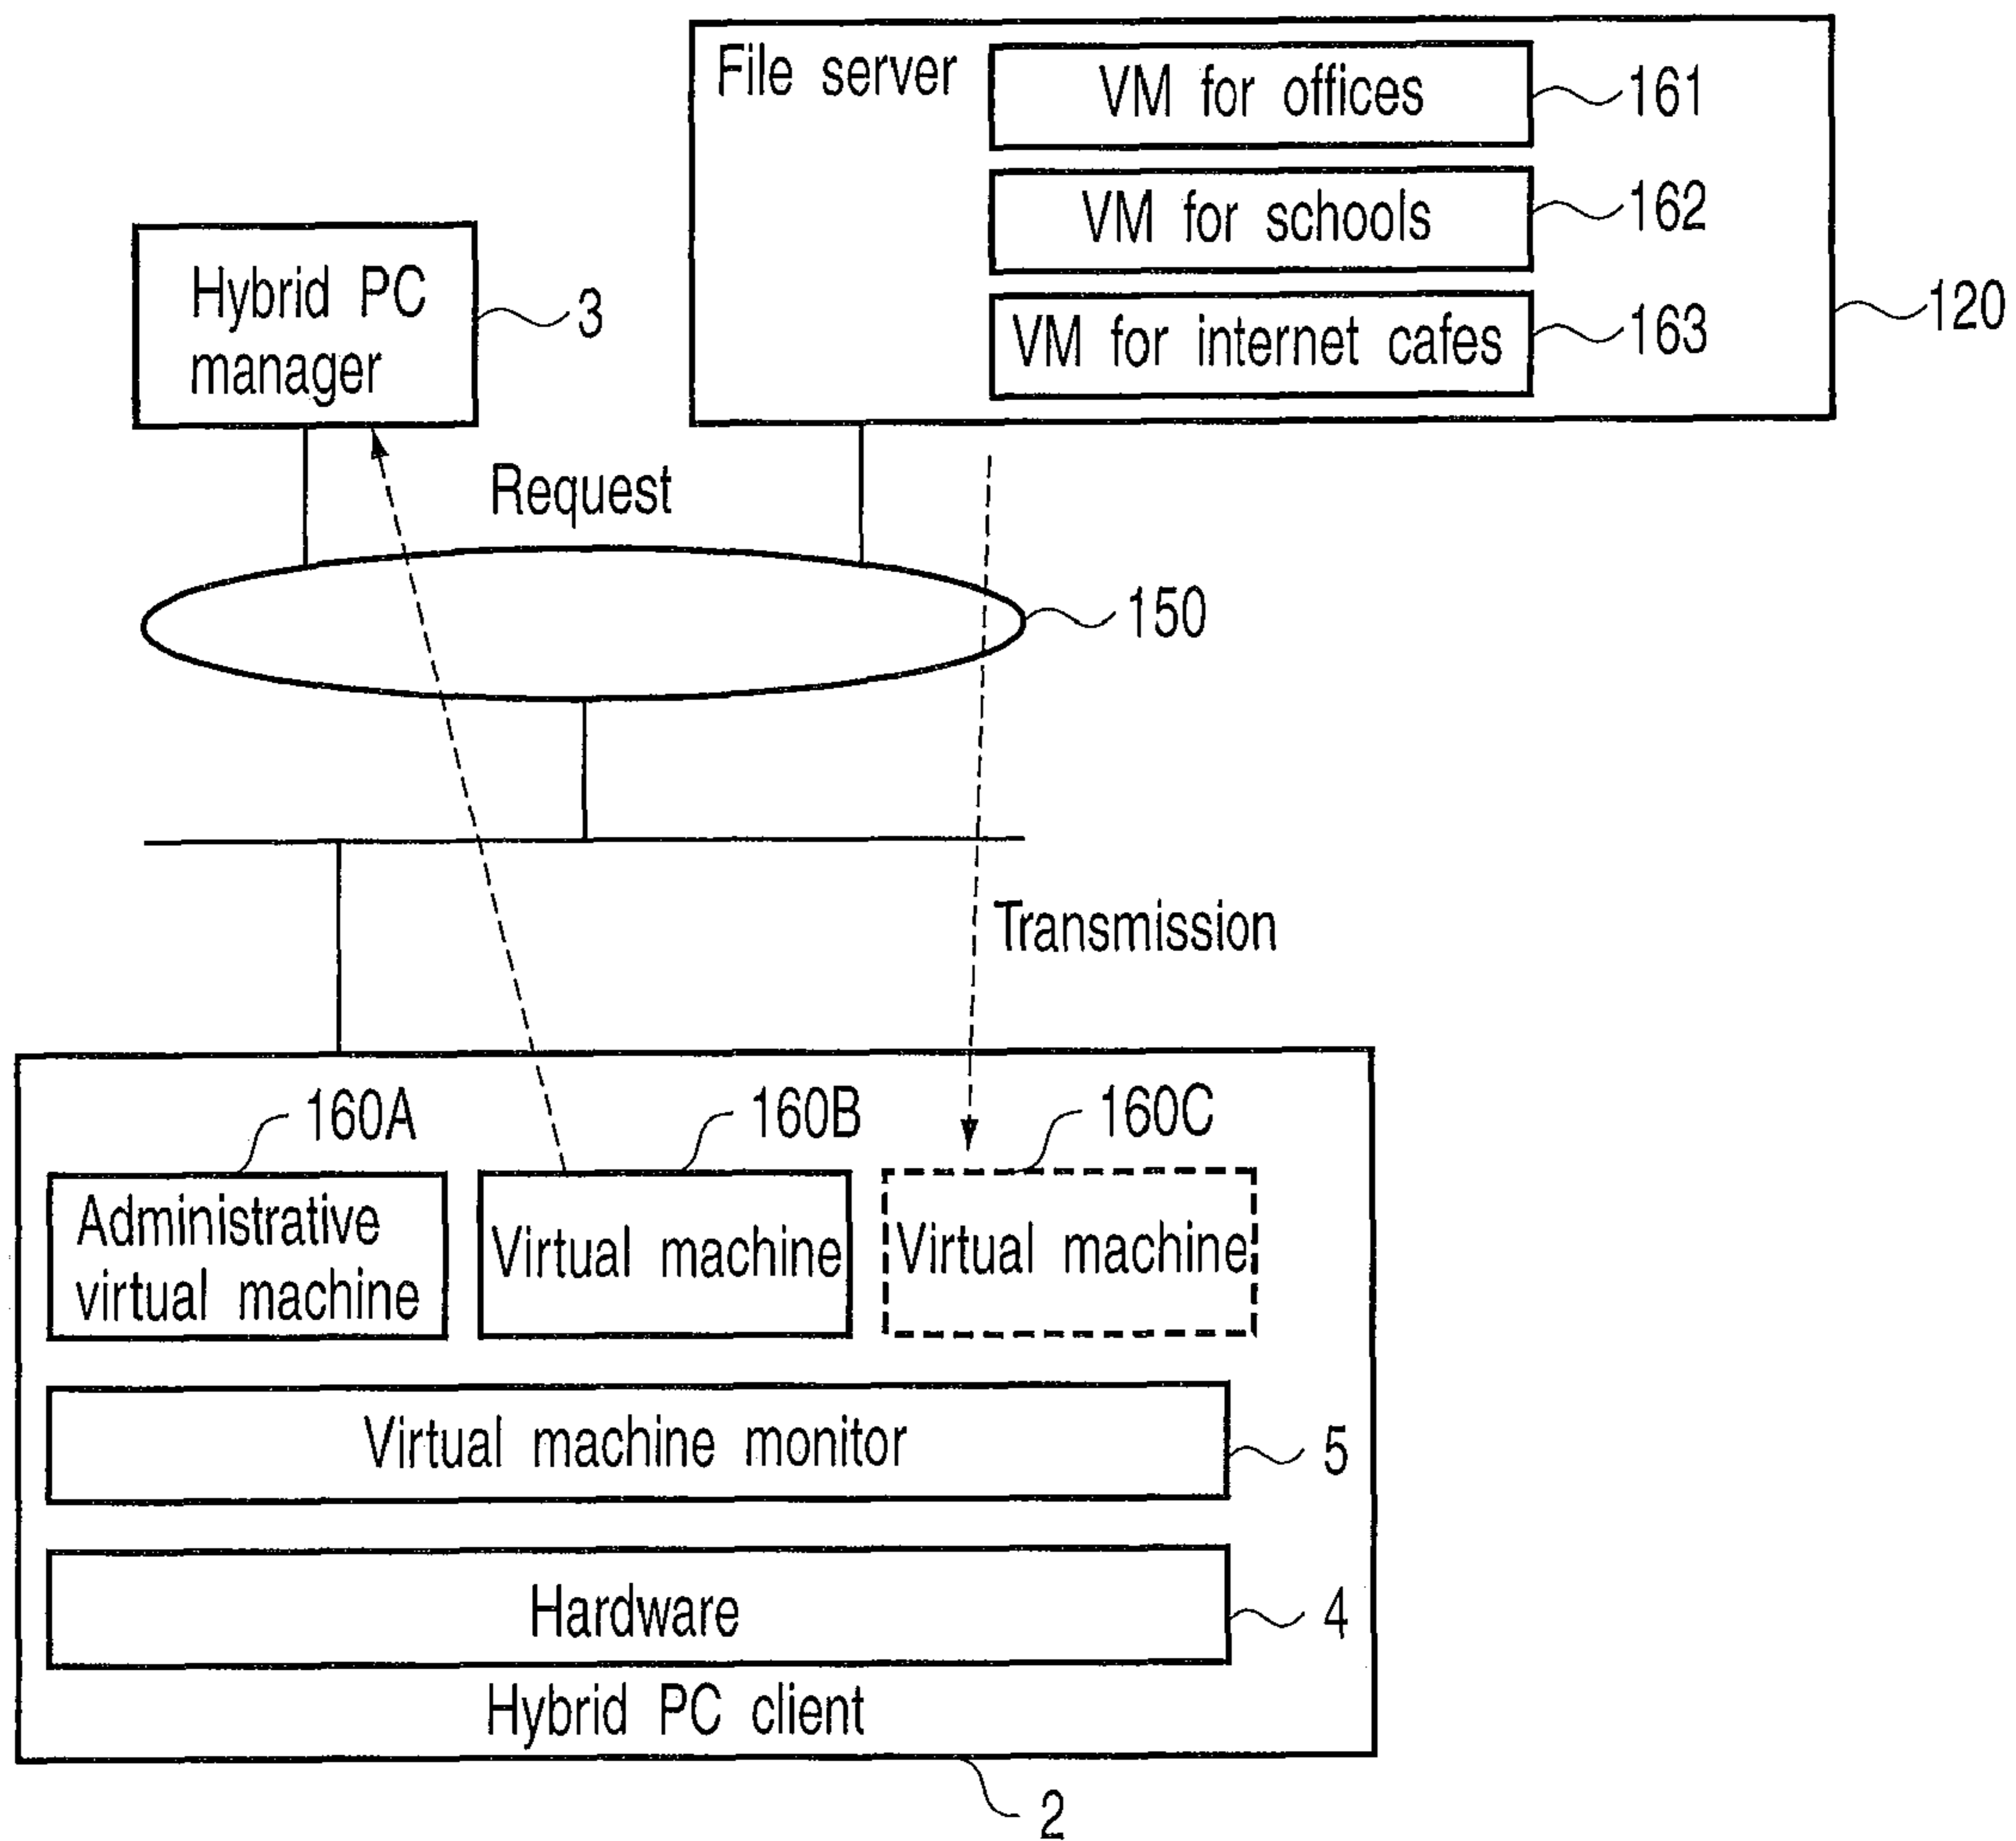 File server
VM for offices
161
VM for schools
162
VM for internet cafes
163
120
Hybrid PC
manager
3
Request
150
Transmission
160A
160B
160C
Administrative
virtual machine
Virtual machine
Virtual machine
Virtual machine monitor
5
Hardware
4
Hybrid PC client
2